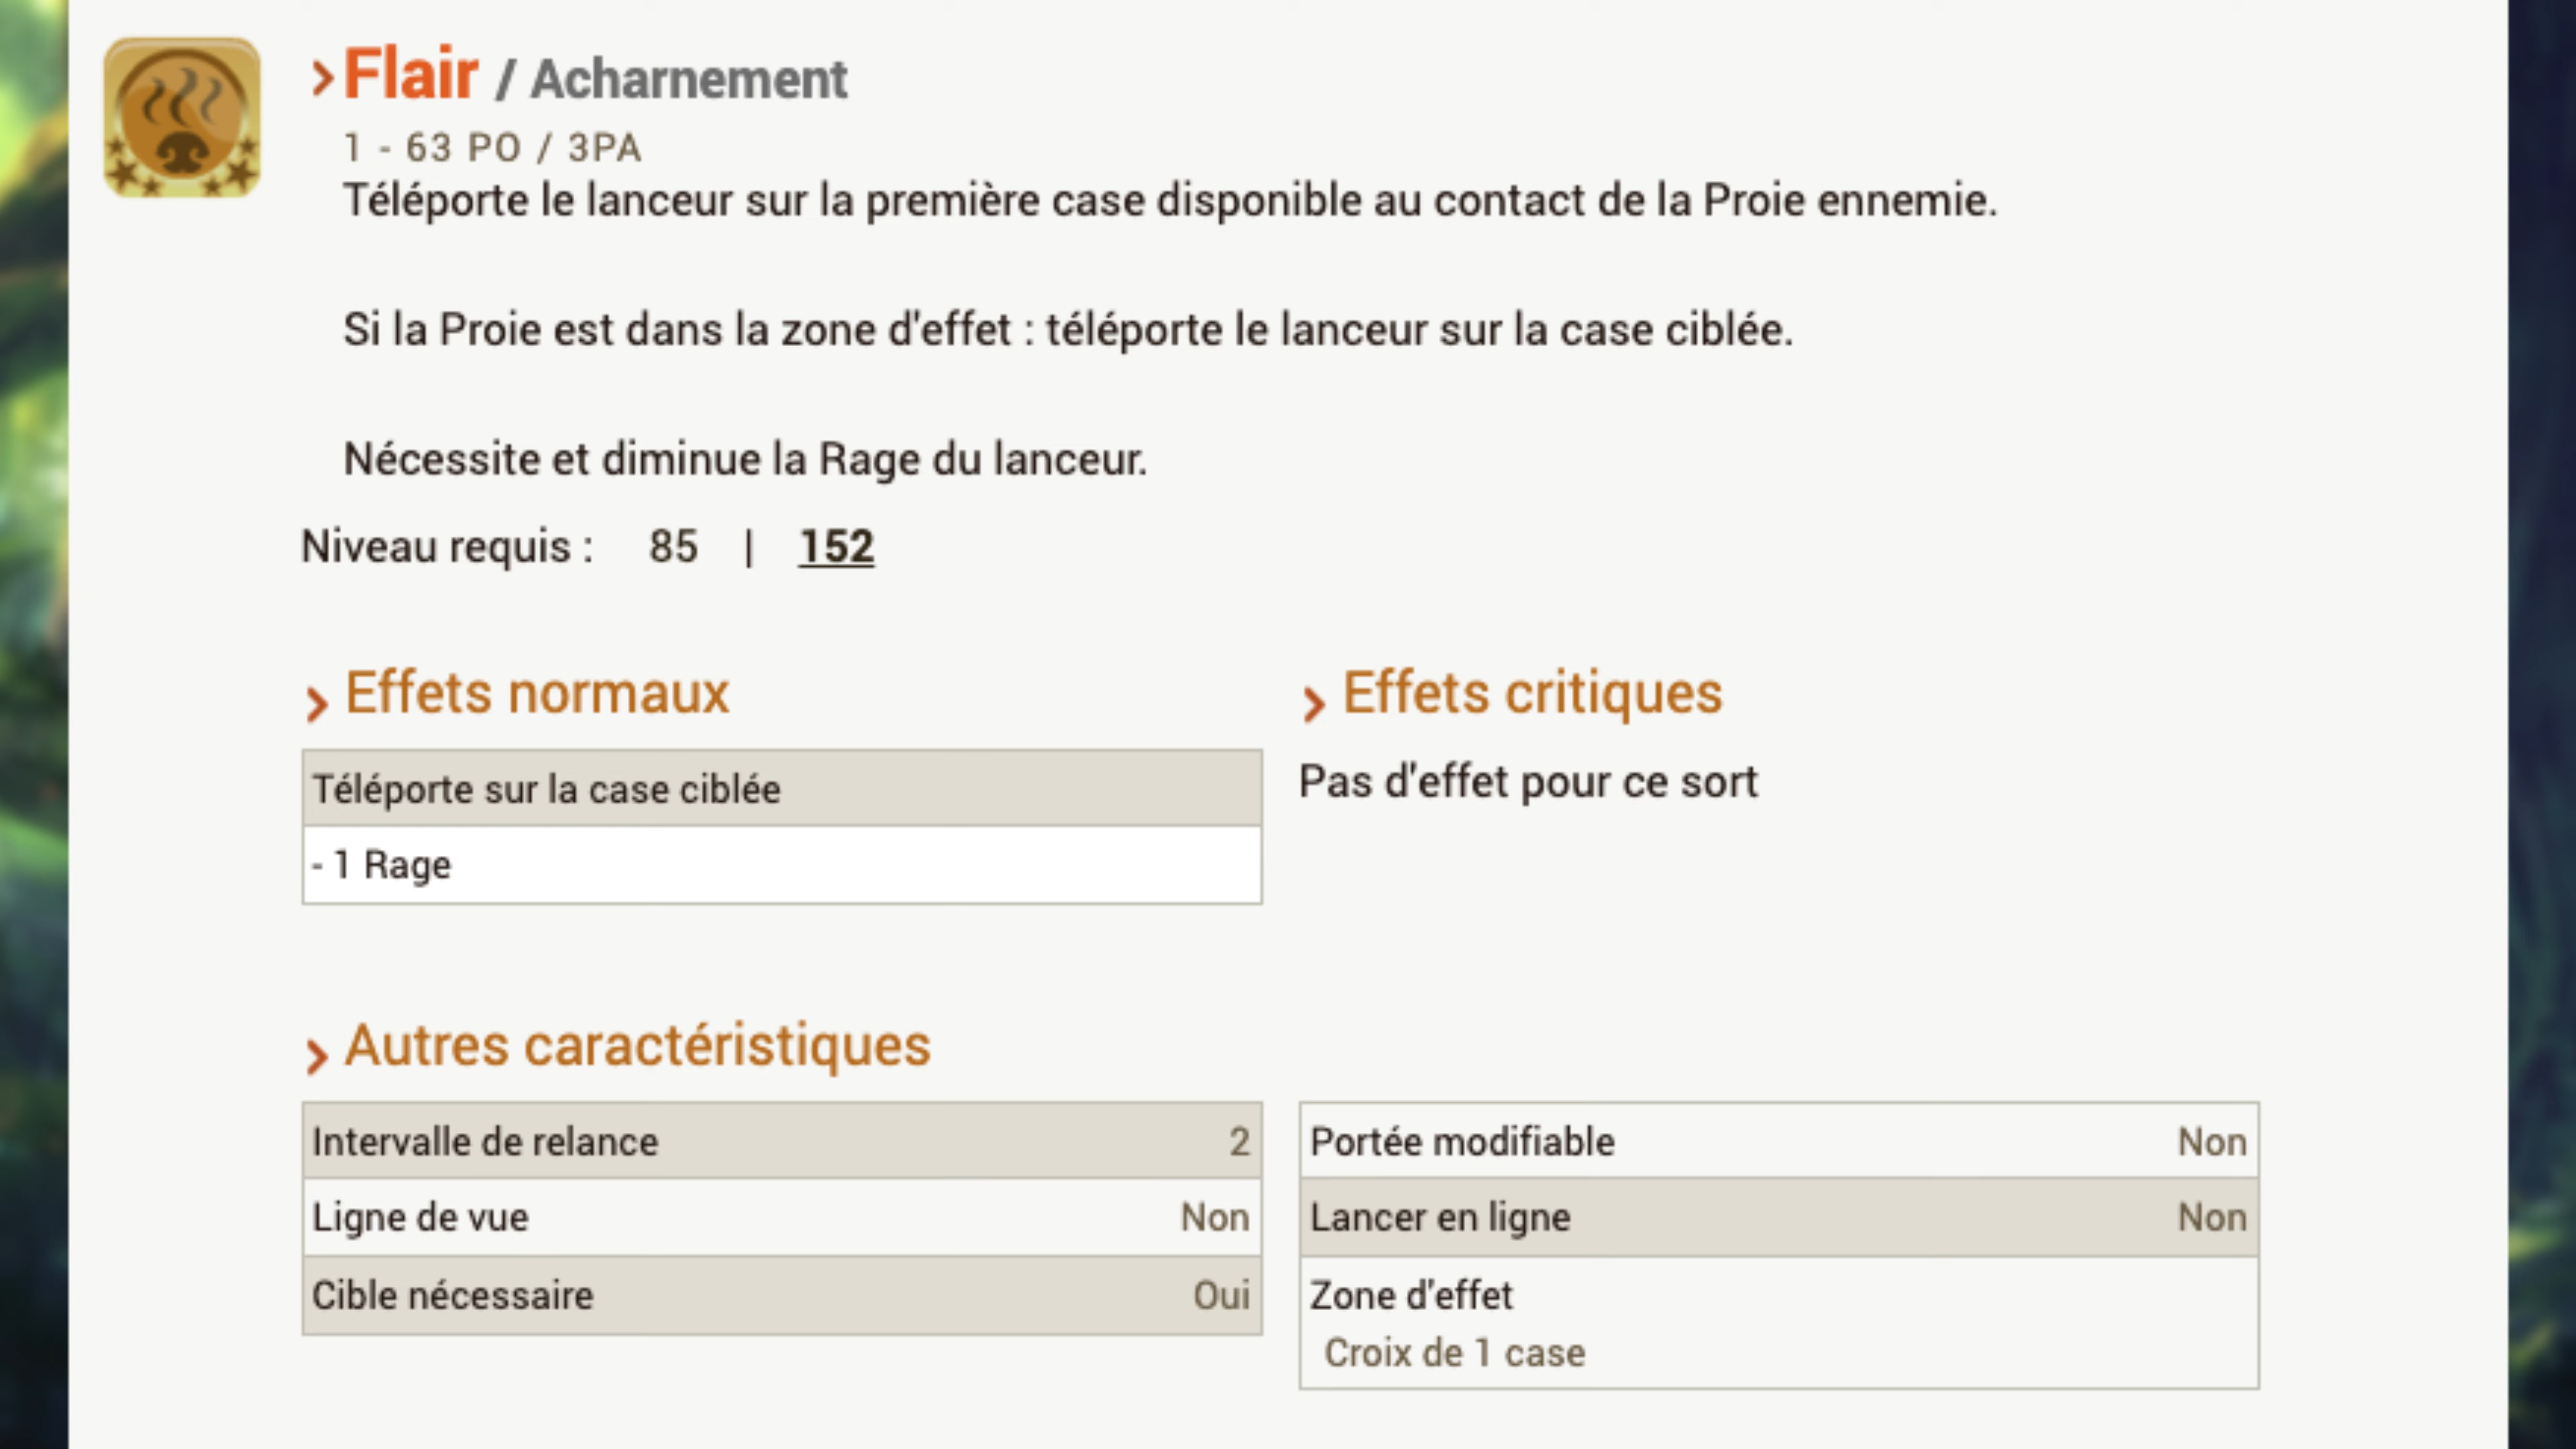 Flair / Acharnement
1 - 63 PO / 3PA
Téléporte le lanceur sur la première case disponible au contact de la Proie ennemie.
Si la Proie est dans la zone d'effet : téléporte le lanceur sur la case ciblée.
Nécessite et diminue la Rage du lanceur.
Niveau requis : 85 | 152
Effets normaux
Téléporte sur la case ciblée
- 1 Rage
Effets critiques
Pas d'effet pour ce sort
Autres caractéristiques
Intervalle de relance 2
Ligne de vue Non
Cible nécessaire Oui
Portée modifiable Non
Lancer en ligne Non
Zone d'effet
Croix de 1 case